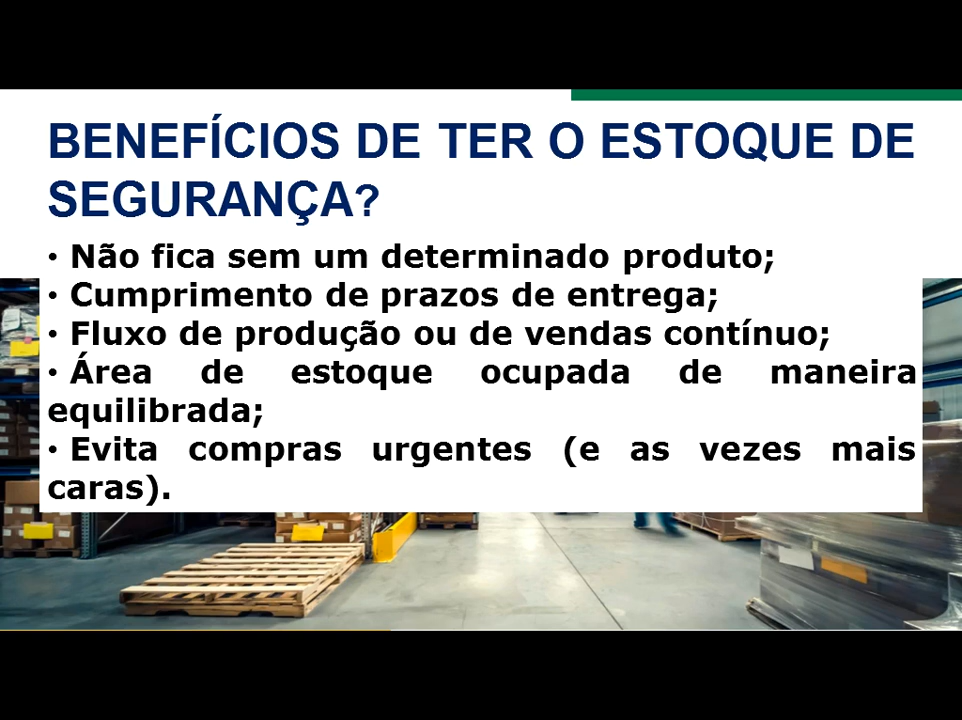 BENEFÍCIOS DE TER O ESTOQUE DE
SEGURANÇA?
• Não fica sem um determinado produto;
• Cumprimento de prazos de entrega;
• Fluxo de produção ou de vendas contínuo;
• Área de estoque ocupada de maneira
equilibrada;
• Evita compras urgentes (e as vezes mais
caras).